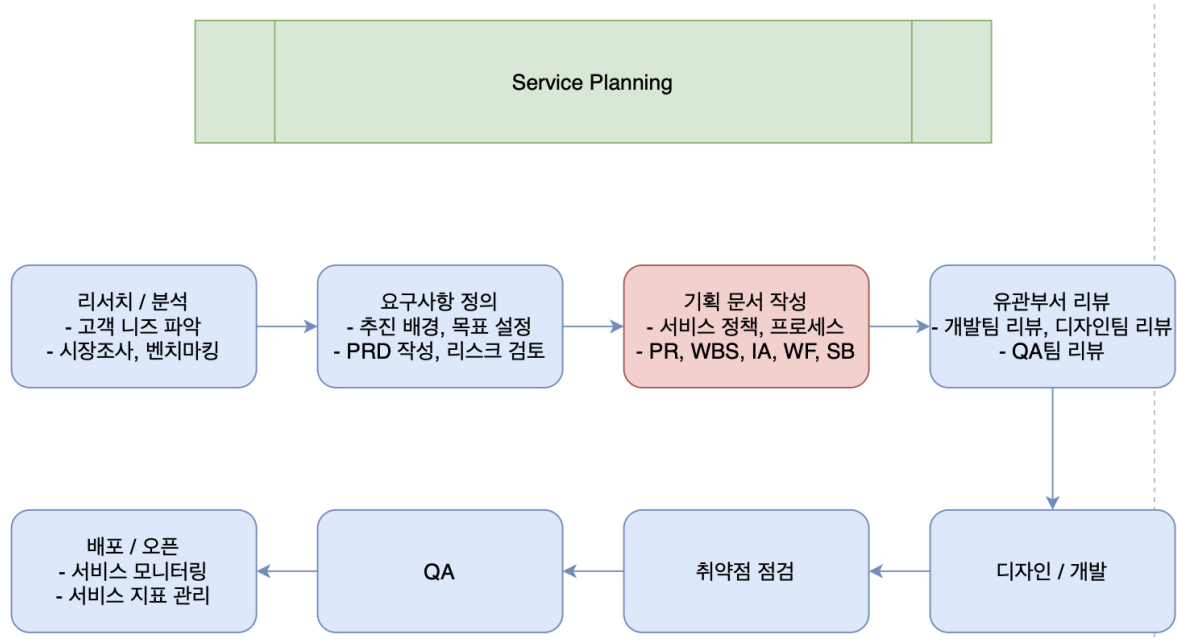 Service Planning
리서치 / 분석
- 고객 니즈 파악
- 시장조사, 벤치마킹
요구사항 정의
- 추진 배경, 목표 설정
- PRD 작성, 리스크 검토
기획 문서 작성
- 서비스 정책, 프로세스
- PR, WBS, IA, WF, SB
유관부서 리뷰
- 개발팀 리뷰, 디자인팀 리뷰
- QA팀 리뷰
배포 / 오픈
- 서비스 모니터링
- 서비스 지표 관리
QA
취약점 점검
디자인 / 개발